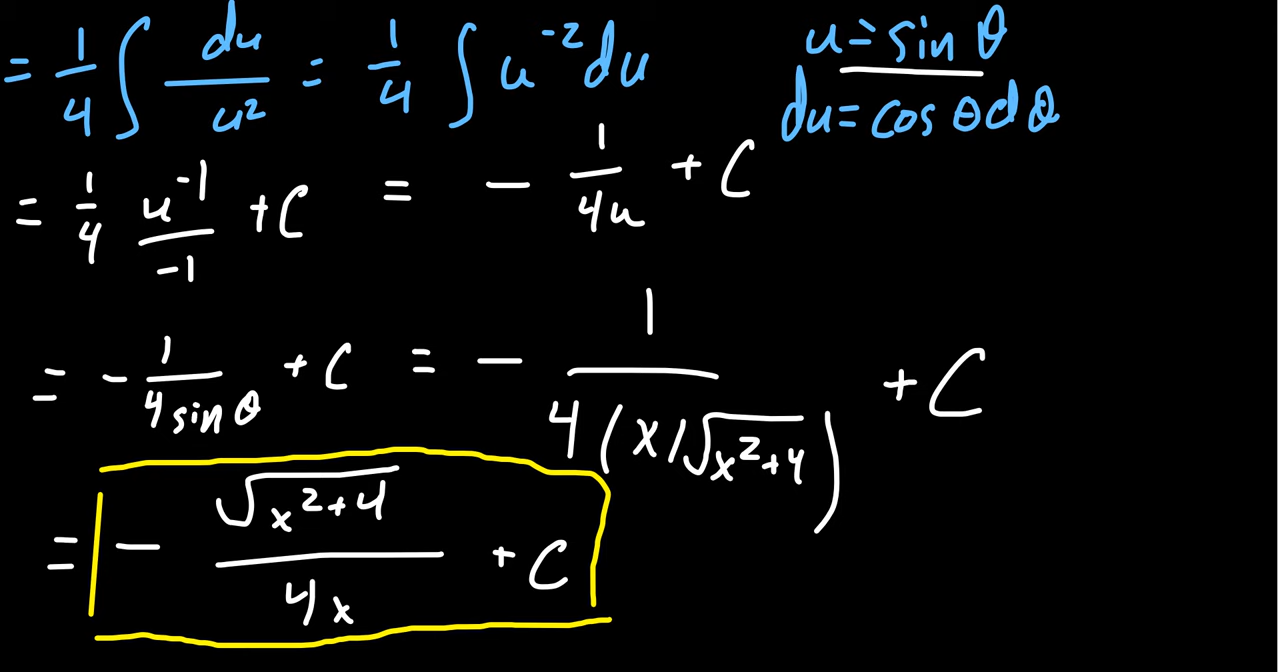 = 1/4 ∫ du/u² = 1/4 ∫ u⁻² du
u = sin θ
du = cos θ dθ
= 1/4 u⁻¹/-1 + C = - 1/4u + C
= - 1/4 sin θ + C = - 1/4(x/√x²+4) + C
= - √x²+4/4x + C